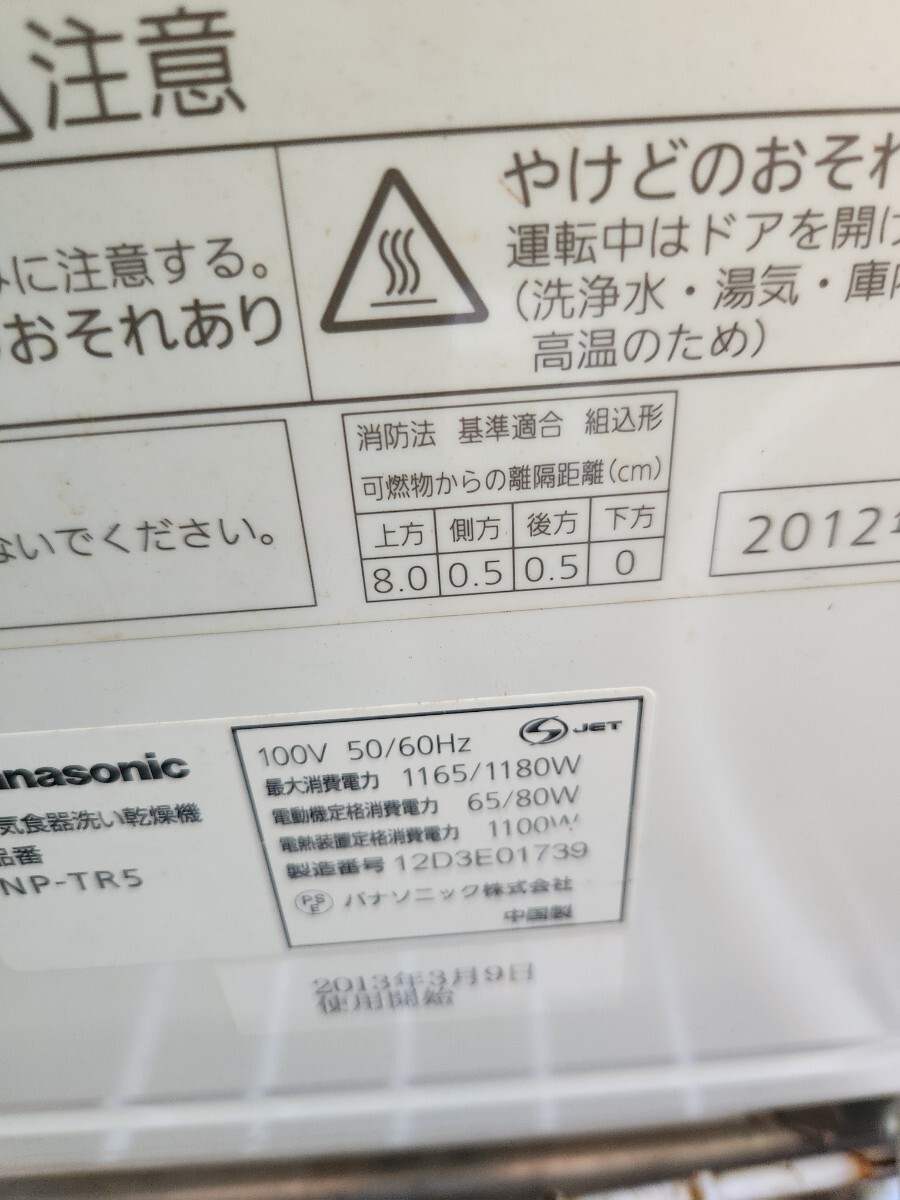 注意
に注意する。
おそれあり
やけどのおそれ
運転中はドアを開け
(洗浄水・湯気・庫内
高温のため)
ないでください。
消防法 基準適合 組込形
可燃物からの離隔距離(cm)
上方 側方 後方 下方
8.0 0.5 0.5 0
2012年
anasonic
気食器洗い乾燥機
品番
NP-TR5
100V 50/60Hz
JET
最大消費電力 1165/1180W
電動機定格消費電力 65/80W
電熱装置定格消費電力 1100W
製造番号 12D3E01739
PSE パナソニック株式会社
中国製
2013年3月9日
使用開始